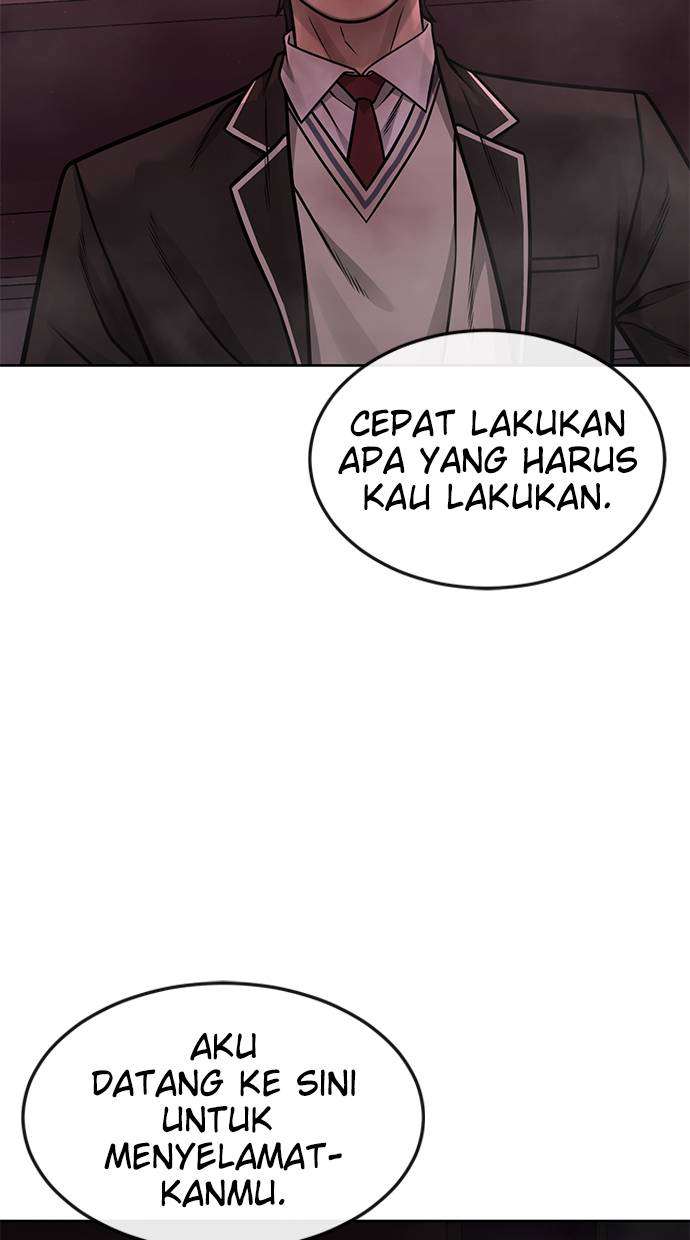 CEPAT LAKUKAN
APA YANG HARUS
KAU LAKUKAN.
AKU
DATANG KE SINI
UNTUK
MENYELAMAT-
KANMU.